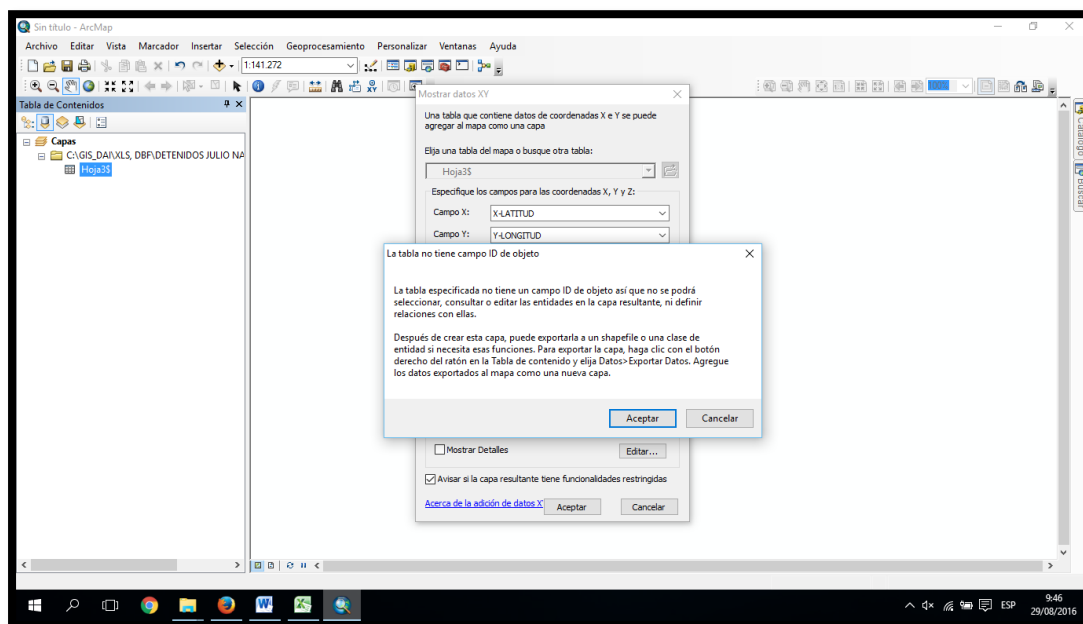 Sin título - ArcMap
Archivo Editar Vista Marcador Insertar Selección Geoprocesamiento Personalizar Ventanas Ayuda
1:141.272
100%
Tabla de Contenidos
Capas
C:\GIS_DAI\XLS, DBF\DETENIDOS JULIO NA
Hoja3$
Mostrar datos XY
Una tabla que contiene datos de coordenadas X e Y se puede
agregar al mapa como una capa
Elija una tabla del mapa o busque otra tabla:
Hoja3$
Especifique los campos para las coordenadas X, Y y Z:
Campo X: X-LATITUD
Campo Y: Y-LONGITUD
La tabla no tiene campo ID de objeto
La tabla especificada no tiene un campo ID de objeto así que no se podrá
seleccionar, consultar o editar las entidades en la capa resultante, ni definir
relaciones con ellas.
Después de crear esta capa, puede exportarla a un shapefile o una clase de
entidad si necesita esas funciones. Para exportar la capa, haga clic con el botón
derecho del ratón en la Tabla de contenido y elija Datos>Exportar Datos. Agregue
los datos exportados al mapa como una nueva capa.
Aceptar Cancelar
Mostrar Detalles
Editar...
Avisar si la capa resultante tiene funcionalidades restringidas
Acerca de la adición de datos X
Aceptar Cancelar
Catálogo
Buscar
ESP
9:46
29/08/2016